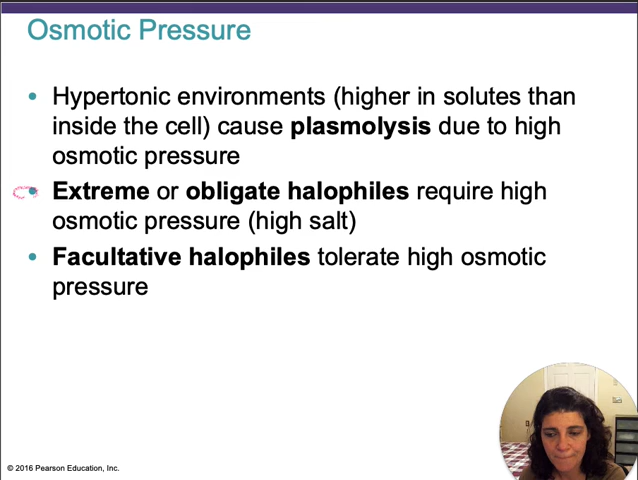 Osmotic Pressure
• Hypertonic environments (higher in solutes than
inside the cell) cause plasmolysis due to high
osmotic pressure
• Extreme or obligate halophiles require high
osmotic pressure (high salt)
• Facultative halophiles tolerate high osmotic
pressure
© 2016 Pearson Education, Inc.